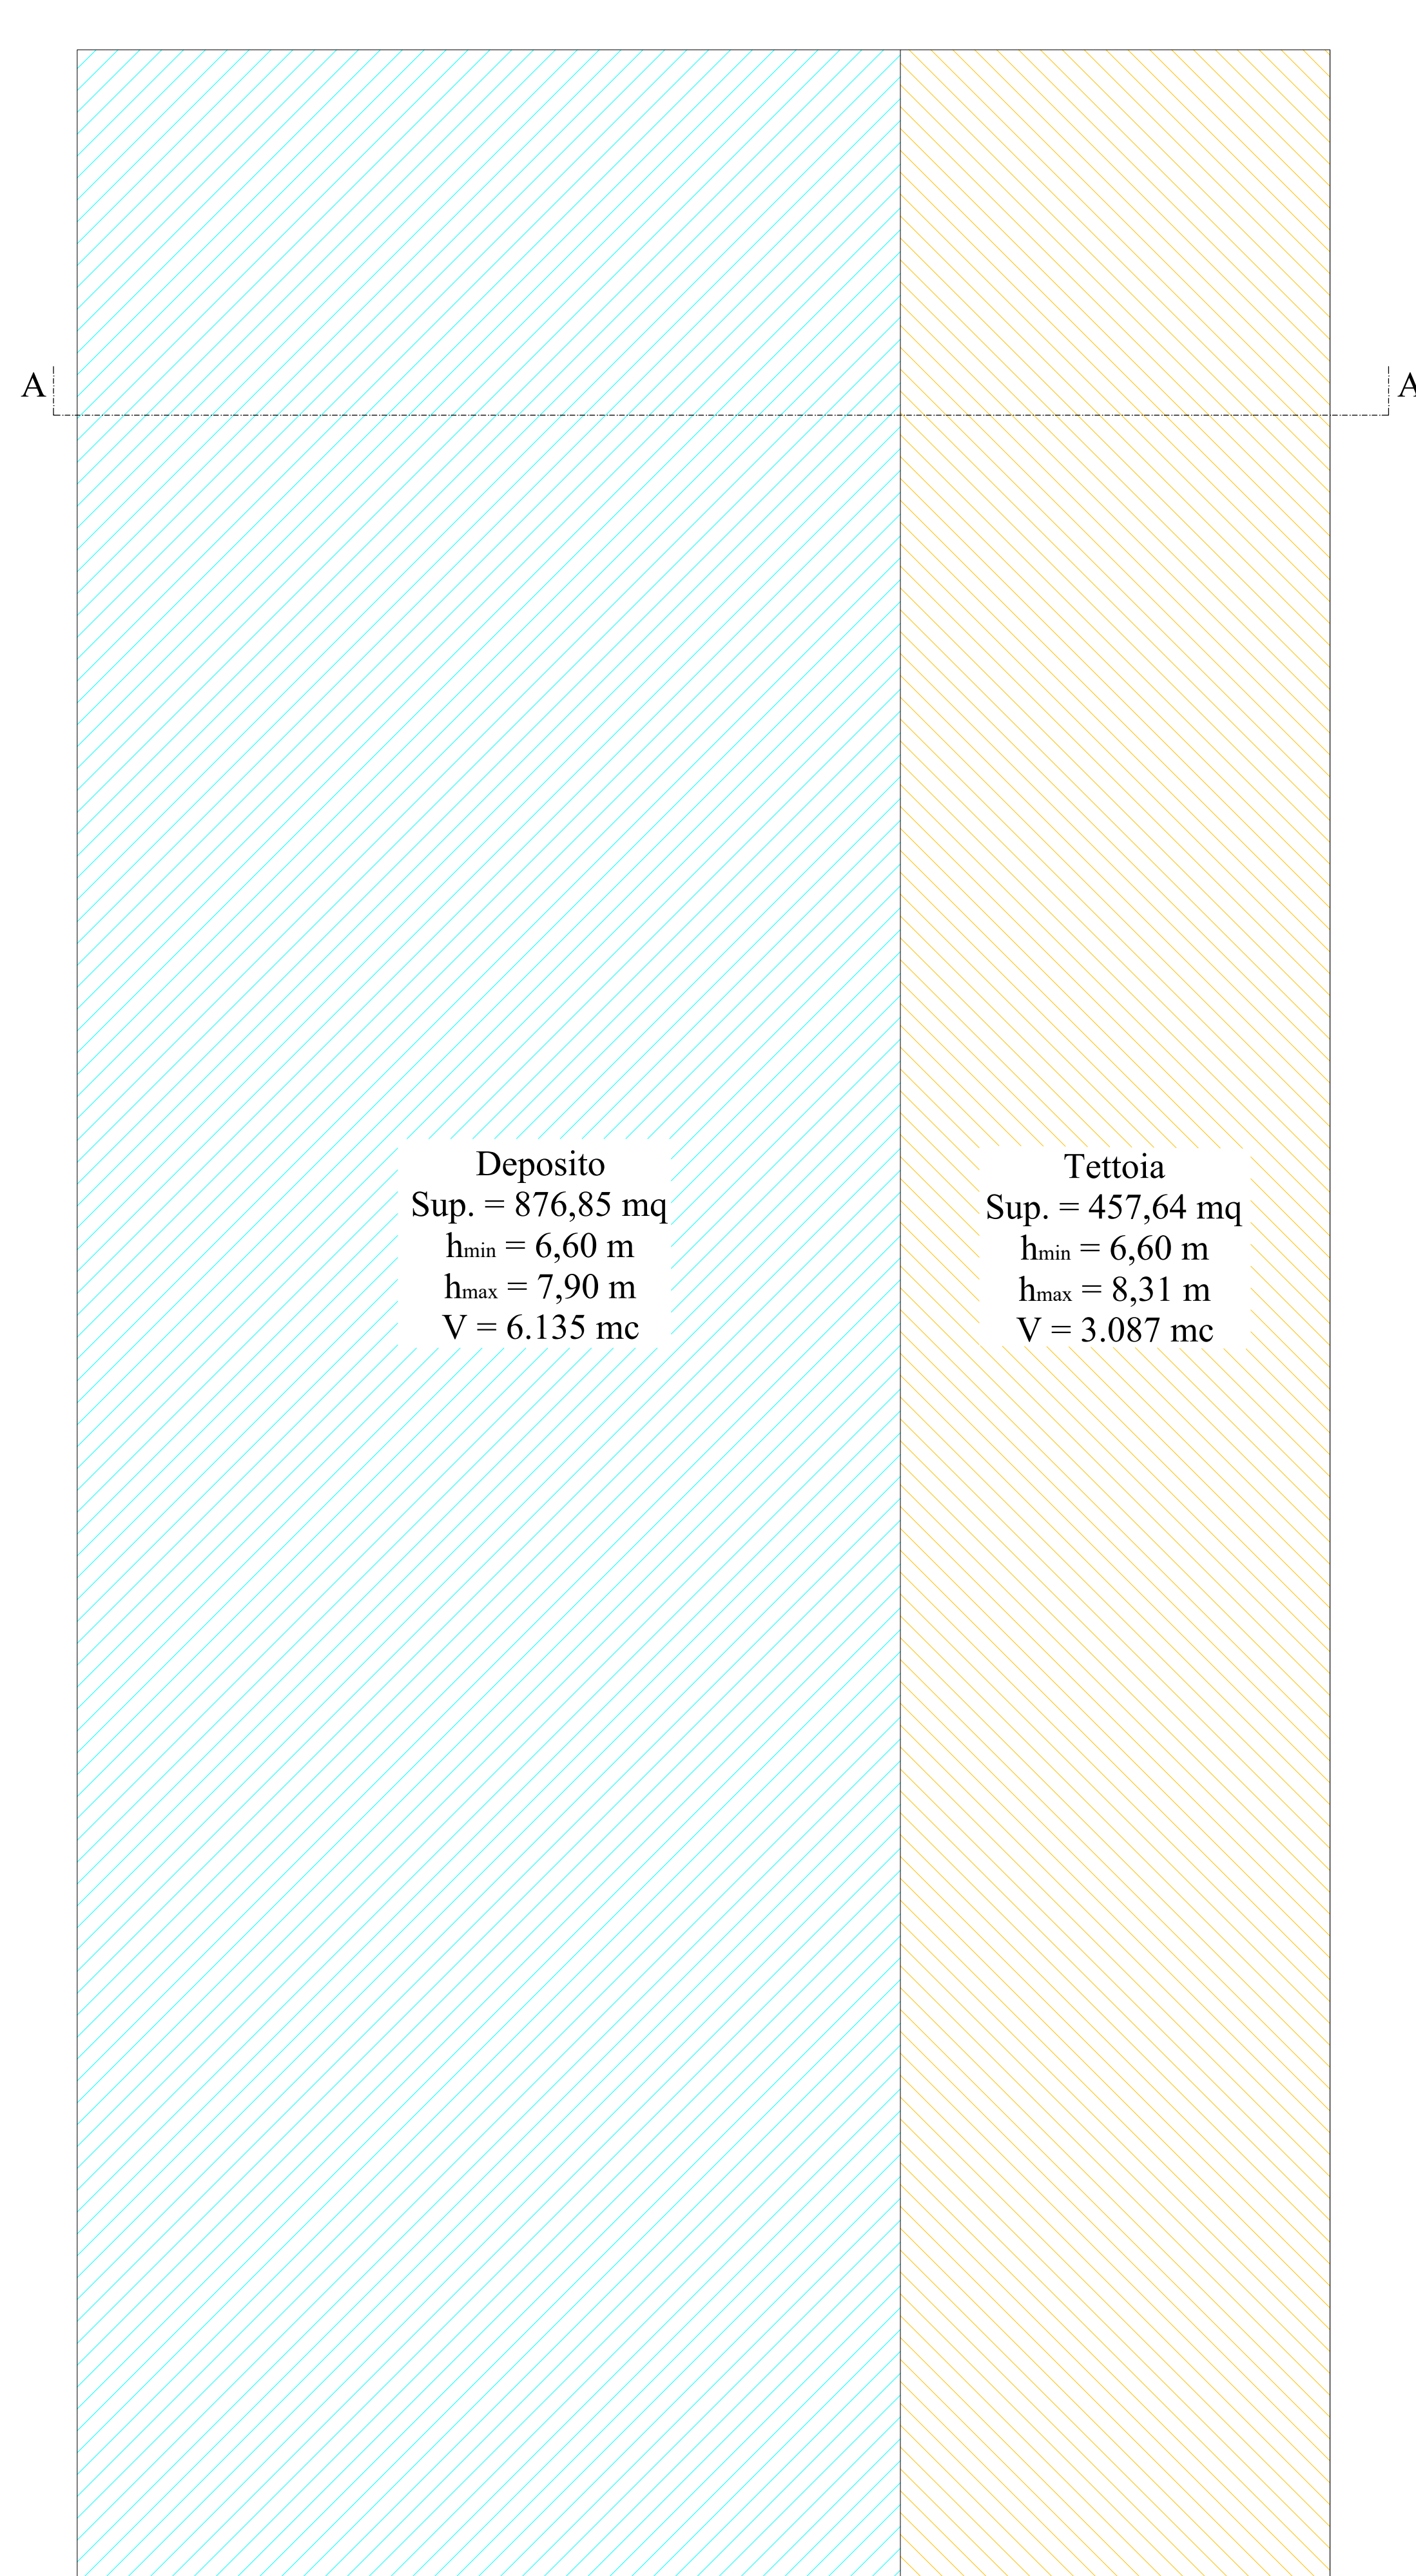 A
A
Deposito
Sup. = 876,85 mq
hmin = 6,60 m
hmax = 7,90 m
V = 6.135 mc
Tettoia
Sup. = 457,64 mq
hmin = 6,60 m
hmax = 8,31 m
V = 3.087 mc